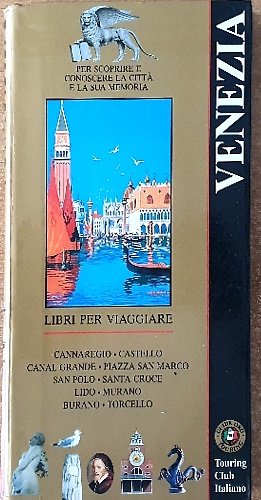 PER SCOPRIRE E
CONOSCERE LA CITTÀ
E LA SUA MEMORIA
LIBRI PER VIAGGIARE
CANNAREGIO • CASTELLO
CANAL GRANDE • PIAZZA SAN MARCO
SAN POLO • SANTA CROCE
LIDO • MURANO
BURANO • TORCELLO
VENEZIA
Touring
Club
Italiano